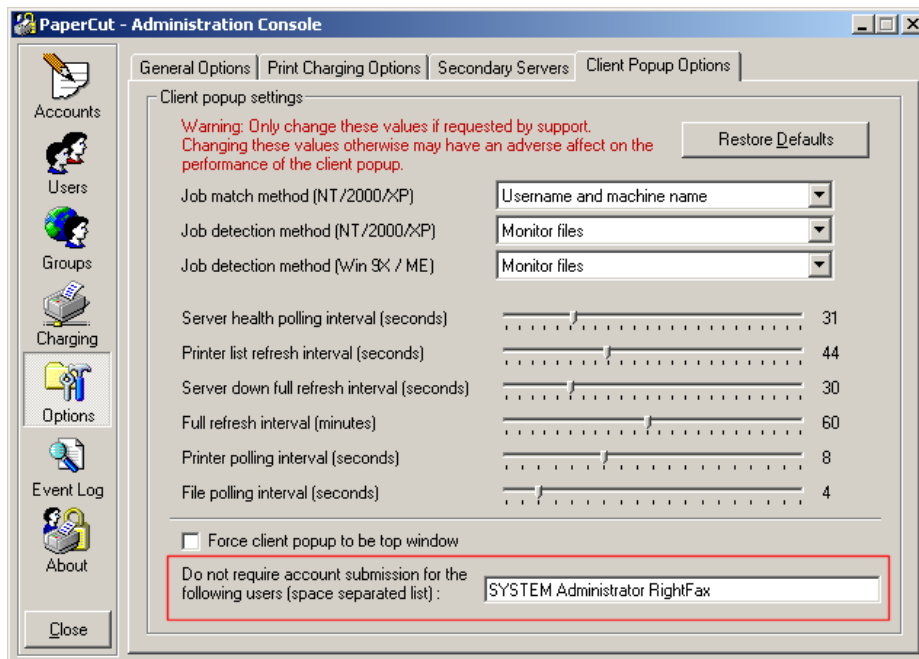 PaperCut - Administration Console
Accounts
Users
Groups
Charging
Options
Event Log
About
Close
General Options
Print Charging Options
Secondary Servers
Client Popup Options
Client popup settings
Warning: Only change these values if requested by support.
Changing these values otherwise may have an adverse affect on the
performance of the client popup.
Restore Defaults
Job match method (NT/2000/XP)
Username and machine name
Job detection method (NT/2000/XP)
Monitor files
Job detection method (Win 9X / ME)
Monitor files
Server health polling interval (seconds)
31
Printer list refresh interval (seconds)
44
Server down full refresh interval (seconds)
30
Full refresh interval (minutes)
60
Printer polling interval (seconds)
8
File polling interval (seconds)
4
Force client popup to be top window
Do not require account submission for the
following users (space separated list) :
SYSTEM Administrator RightFax